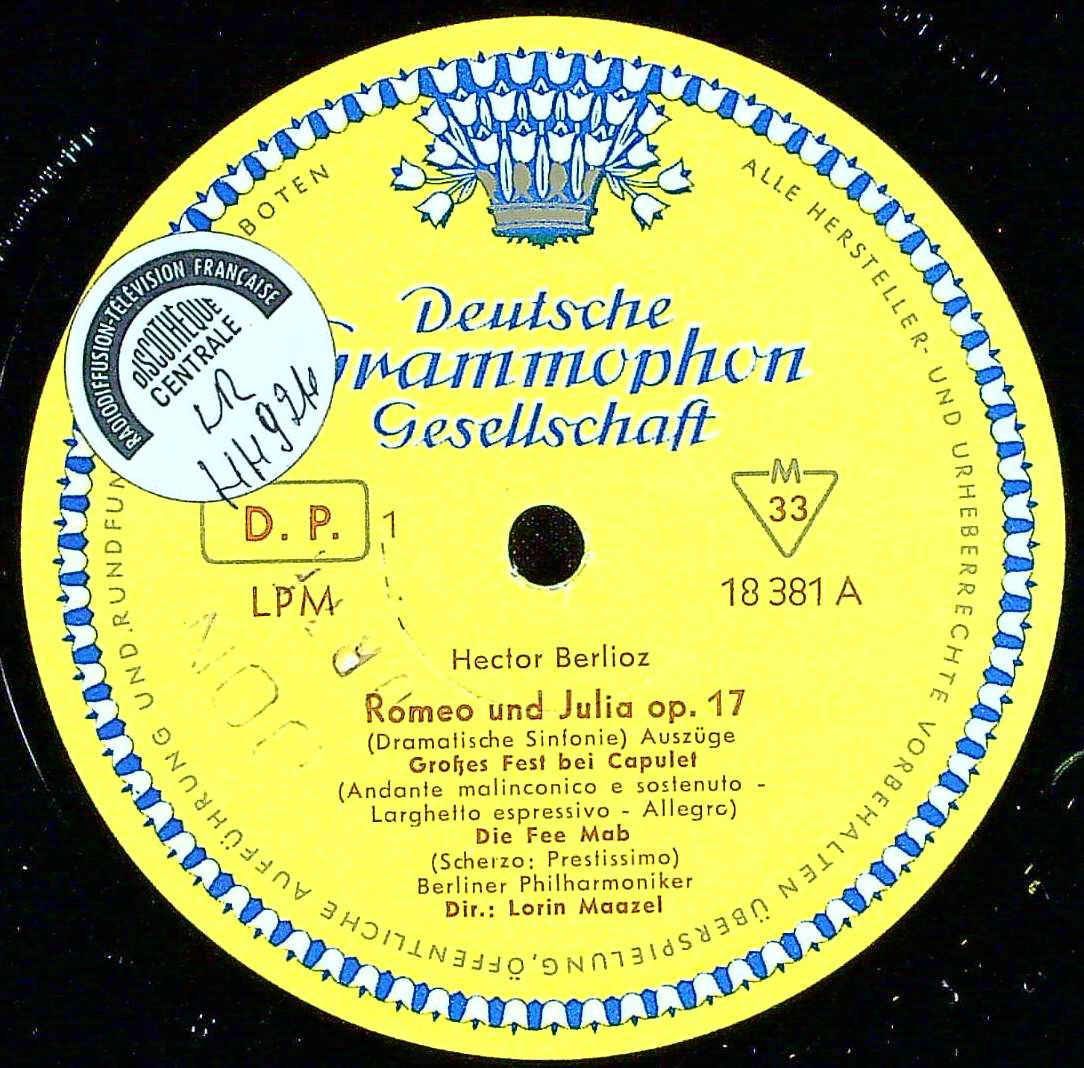 ALLE HERSTELLER- UND URHEBERRECHTE VORBEHALTEN
ÜBERSPIELUNG, ÖFFENTLICHE AUFFÜHRUNG UND RUNDFUN
BOTEN
RADIODIFFUSION-TÉLÉVISION FRANÇAISE
DISCOTHÈQUE
CENTRALE
Deutsche
Grammophon
Gesellschaft
D. P.
1
LPM
M
33
18 381 A
Hector Berlioz
Romeo und Julia op. 17
(Dramatische Sinfonie) Auszüge
Großes Fest bei Capulet
(Andante malinconico e sostenuto -
Larghetto espressivo - Allegro)
Die Fee Mab
(Scherzo: Prestissimo)
Berliner Philharmoniker
Dir.: Lorin Maazel